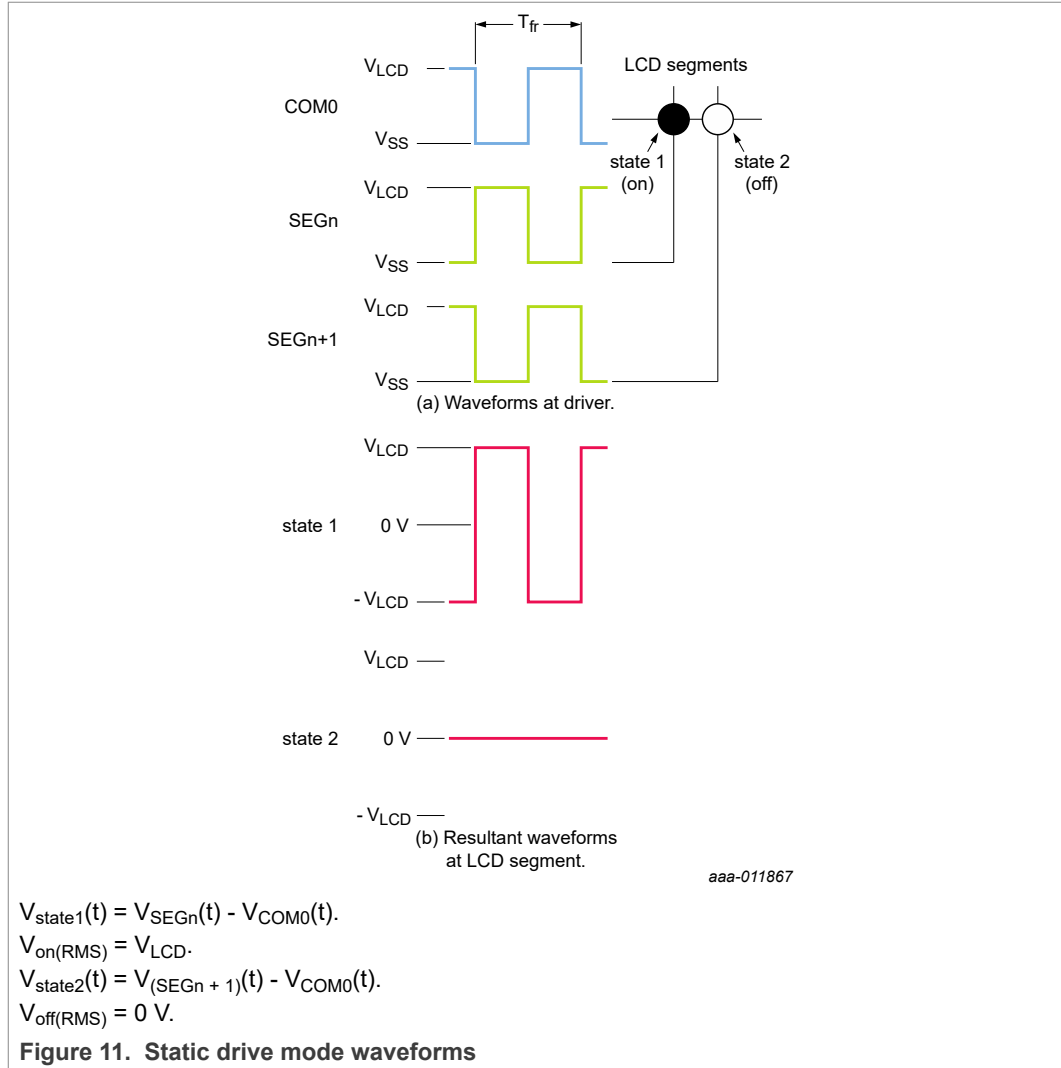 T_fr
V_LCD
LCD segments
COM0
V_SS
state 1
(on)
state 2
(off)
V_LCD
SEGn
V_SS
V_LCD
SEGn+1
V_SS
(a) Waveforms at driver.
V_LCD
state 1 0 V
- V_LCD
V_LCD
state 2 0 V
- V_LCD
(b) Resultant waveforms
at LCD segment.
aaa-011867
V_state1(t) = V_SEGn(t) - V_COM0(t).
V_on(RMS) = V_LCD.
V_state2(t) = V_(SEGn + 1)(t) - V_COM0(t).
V_off(RMS) = 0 V.
Figure 11. Static drive mode waveforms